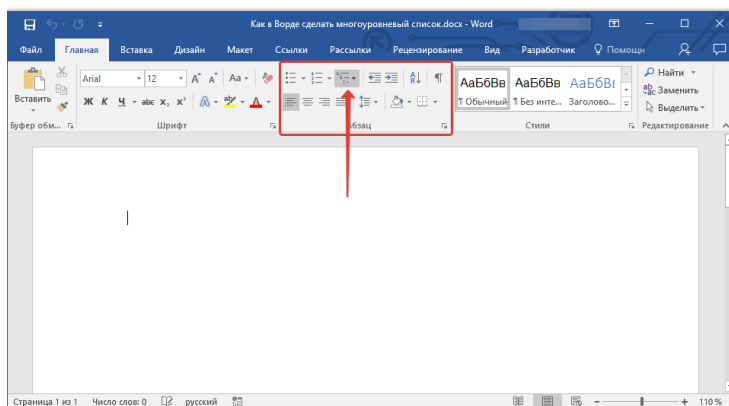 Как в Ворде сделать многоуровневый список.docx - Word
Файл Главная Вставка Дизайн Макет Ссылки Рассылки Рецензирование Вид Разработчик Помощн
Arial 12 Aa
Вставить
Ж К Ч abc x₂ x² A ab A
АаБбВв АаБбВв АаБбВı
¶ Обычный ¶ Без инте... Заголово...
Найти
Заменить
Выделить
Буфер обм... Шрифт Абзац Стили Редактирование
Страница 1 из 1 Число слов: 0 русский 110 %